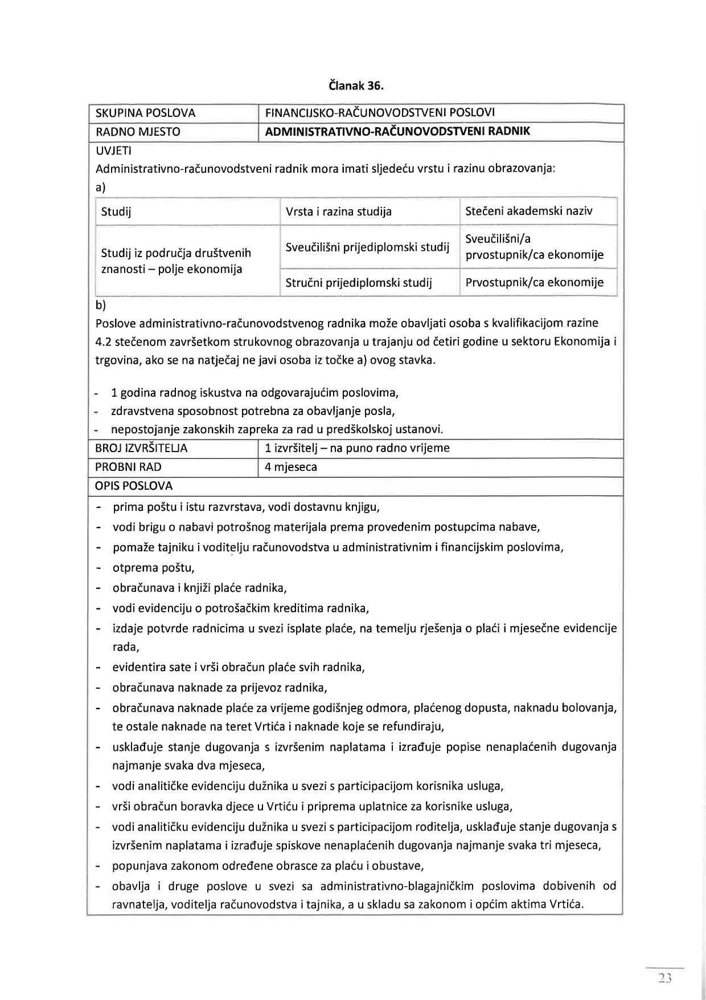 Članak 36.
SKUPINA POSLOVA FINANCIJSKO-RAČUNOVODSTVENI POSLOVI
RADNO MJESTO ADMINISTRATIVNO-RAČUNOVODSTVENI RADNIK
UVJETI
Administrativno-računovodstveni radnik mora imati sljedeću vrstu i razinu obrazovanja:
a)
Studij Vrsta i razina studija Stečeni akademski naziv
Studij iz područja društvenih
znanosti – polje ekonomija
Sveučilišni prijediplomski studij
Sveučilišni/a
prvostupnik/ca ekonomije
Stručni prijediplomski studij Prvostupnik/ca ekonomije
b)
Poslove administrativno-računovodstvenog radnika može obavljati osoba s kvalifikacijom razine
4.2 stečenom završetkom strukovnog obrazovanja u trajanju od četiri godine u sektoru Ekonomija i
trgovina, ako se na natječaj ne javi osoba iz točke a) ovog stavka.
- 1 godina radnog iskustva na odgovarajućim poslovima,
- zdravstvena sposobnost potrebna za obavljanje posla,
- nepostojanje zakonskih zapreka za rad u predškolskoj ustanovi.
BROJ IZVRŠITELJA 1 izvršitelj – na puno radno vrijeme
PROBNI RAD 4 mjeseca
OPIS POSLOVA
- prima poštu i istu razvrstava, vodi dostavnu knjigu,
- vodi brigu o nabavi potrošnog materijala prema provedenim postupcima nabave,
- pomaže tajniku i voditelju računovodstva u administrativnim i financijskim poslovima,
- otprema poštu,
- obračunava i knjiži plaće radnika,
- vodi evidenciju o potrošačkim kreditima radnika,
- izdaje potvrde radnicima u svezi isplate plaće, na temelju rješenja o plaći i mjesečne evidencije
rada,
- evidentira sate i vrši obračun plaće svih radnika,
- obračunava naknade za prijevoz radnika,
- obračunava naknade plaće za vrijeme godišnjeg odmora, plaćenog dopusta, naknadu bolovanja,
te ostale naknade na teret Vrtića i naknade koje se refundiraju,
- usklađuje stanje dugovanja s izvršenim naplatama i izrađuje popise nenaplaćenih dugovanja
najmanje svaka dva mjeseca,
- vodi analitičke evidenciju dužnika u svezi s participacijom korisnika usluga,
- vrši obračun boravka djece u Vrtiću i priprema uplatnice za korisnike usluga,
- vodi analitičku evidenciju dužnika u svezi s participacijom roditelja, usklađuje stanje dugovanja s
izvršenim naplatama i izrađuje spiskove nenaplaćenih dugovanja najmanje svaka tri mjeseca,
- popunjava zakonom određene obrasce za plaću i obustave,
- obavlja i druge poslove u svezi sa administrativno-blagajničkim poslovima dobivenih od
ravnatelja, voditelja računovodstva i tajnika, a u skladu sa zakonom i općim aktima Vrtića.
23